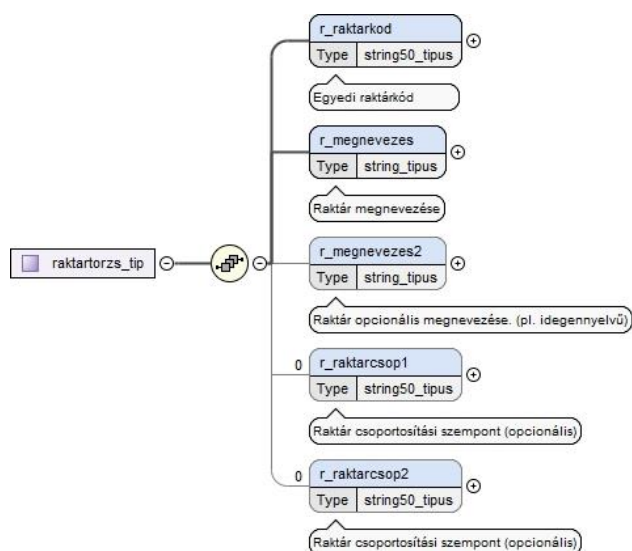 r_raktarkod
Type string50_tipus
Egyedi raktárkód
r_megnevezes
Type string_tipus
Raktár megnevezése
raktartorzs_tip
r_megnevezes2
Type string_tipus
Raktár opcionális megnevezése. (pl. idegennyelvű)
0 r_raktarcsop1
Type string50_tipus
Raktár csoportosítási szempont (opcionális)
0 r_raktarcsop2
Type string50_tipus
Raktár csoportosítási szempont (opcionális)